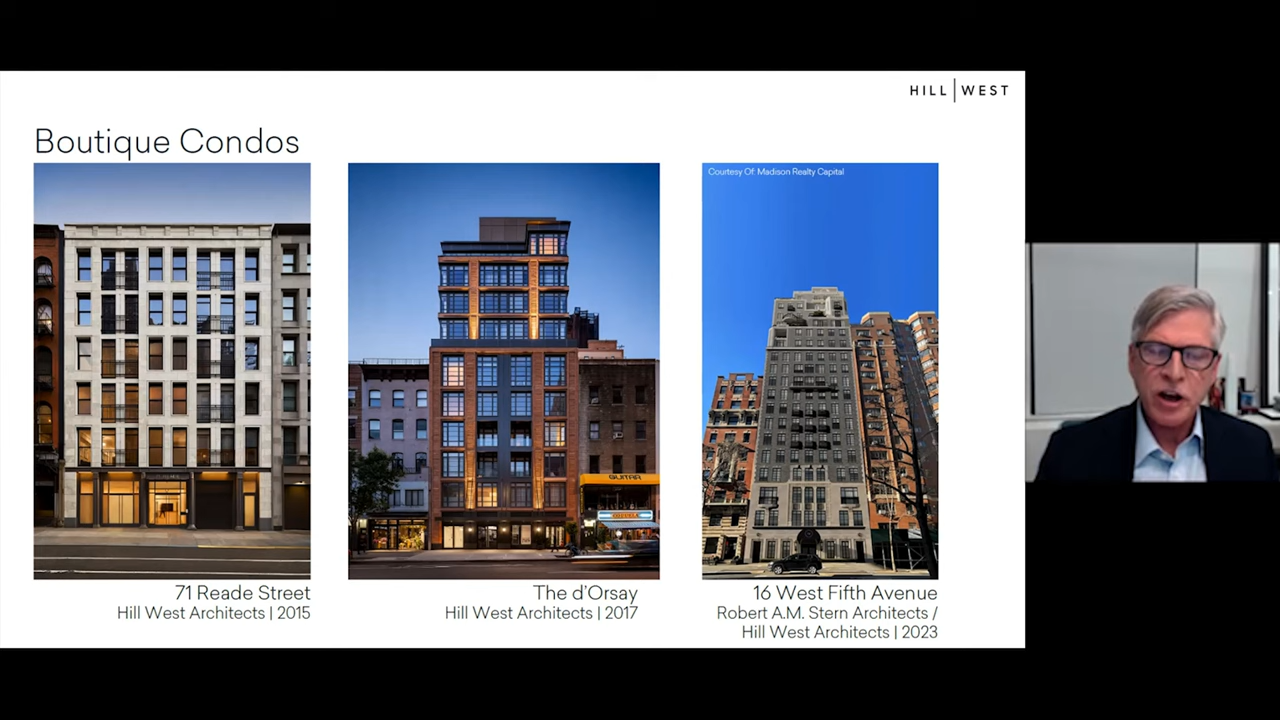 HILL WEST
Boutique Condos
Courtesy Of: Madison Realty Capital
GUITAR
71 Reade Street
Hill West Architects | 2015
The d'Orsay
Hill West Architects | 2017
16 West Fifth Avenue
Robert A.M. Stern Architects /
Hill West Architects | 2023